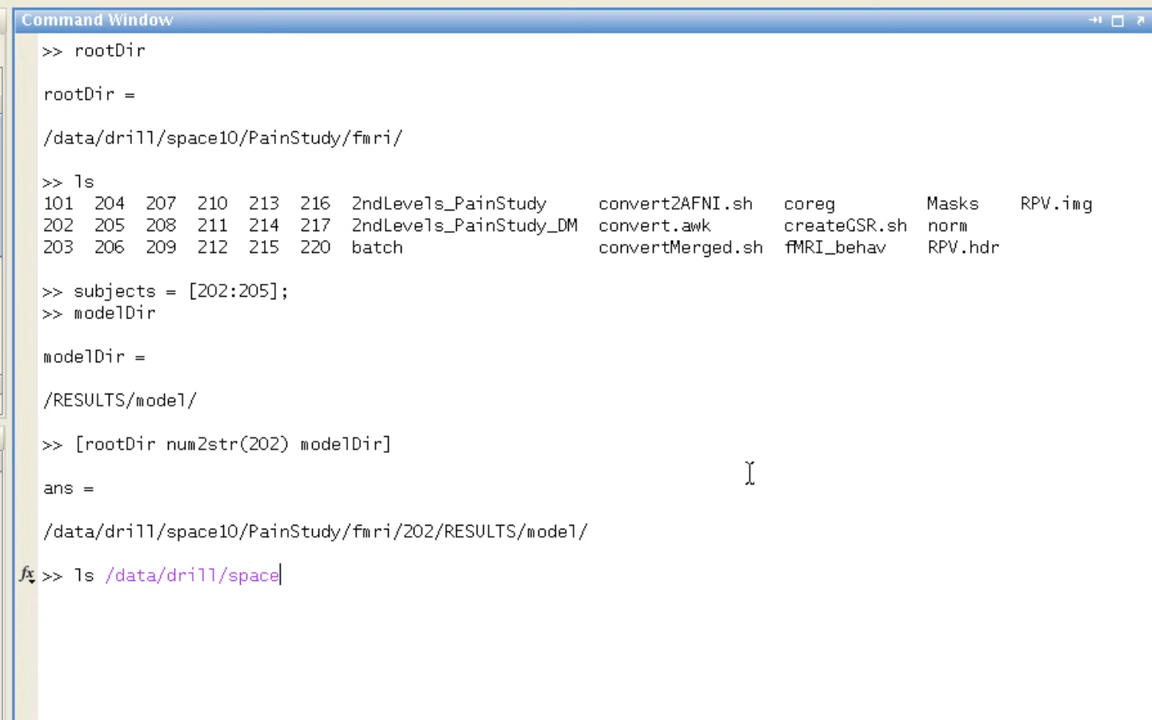 Command Window
>> rootDir
rootDir =
/data/drill/space10/PainStudy/fmri/
>> ls
101 204 207 210 213 216 2ndLevels_PainStudy convert2AFNI.sh coreg Masks RPV.img
202 205 208 211 214 217 2ndLevels_PainStudy_DM convert.awk createGSR.sh norm
203 206 209 212 215 220 batch convertMerged.sh fMRI_behav RPV.hdr
>> subjects = [202:205];
>> modelDir
modelDir =
/RESULTS/model/
>> [rootDir num2str(202) modelDir]
ans =
/data/drill/space10/PainStudy/fmri/202/RESULTS/model/
fx >> ls /data/drill/space